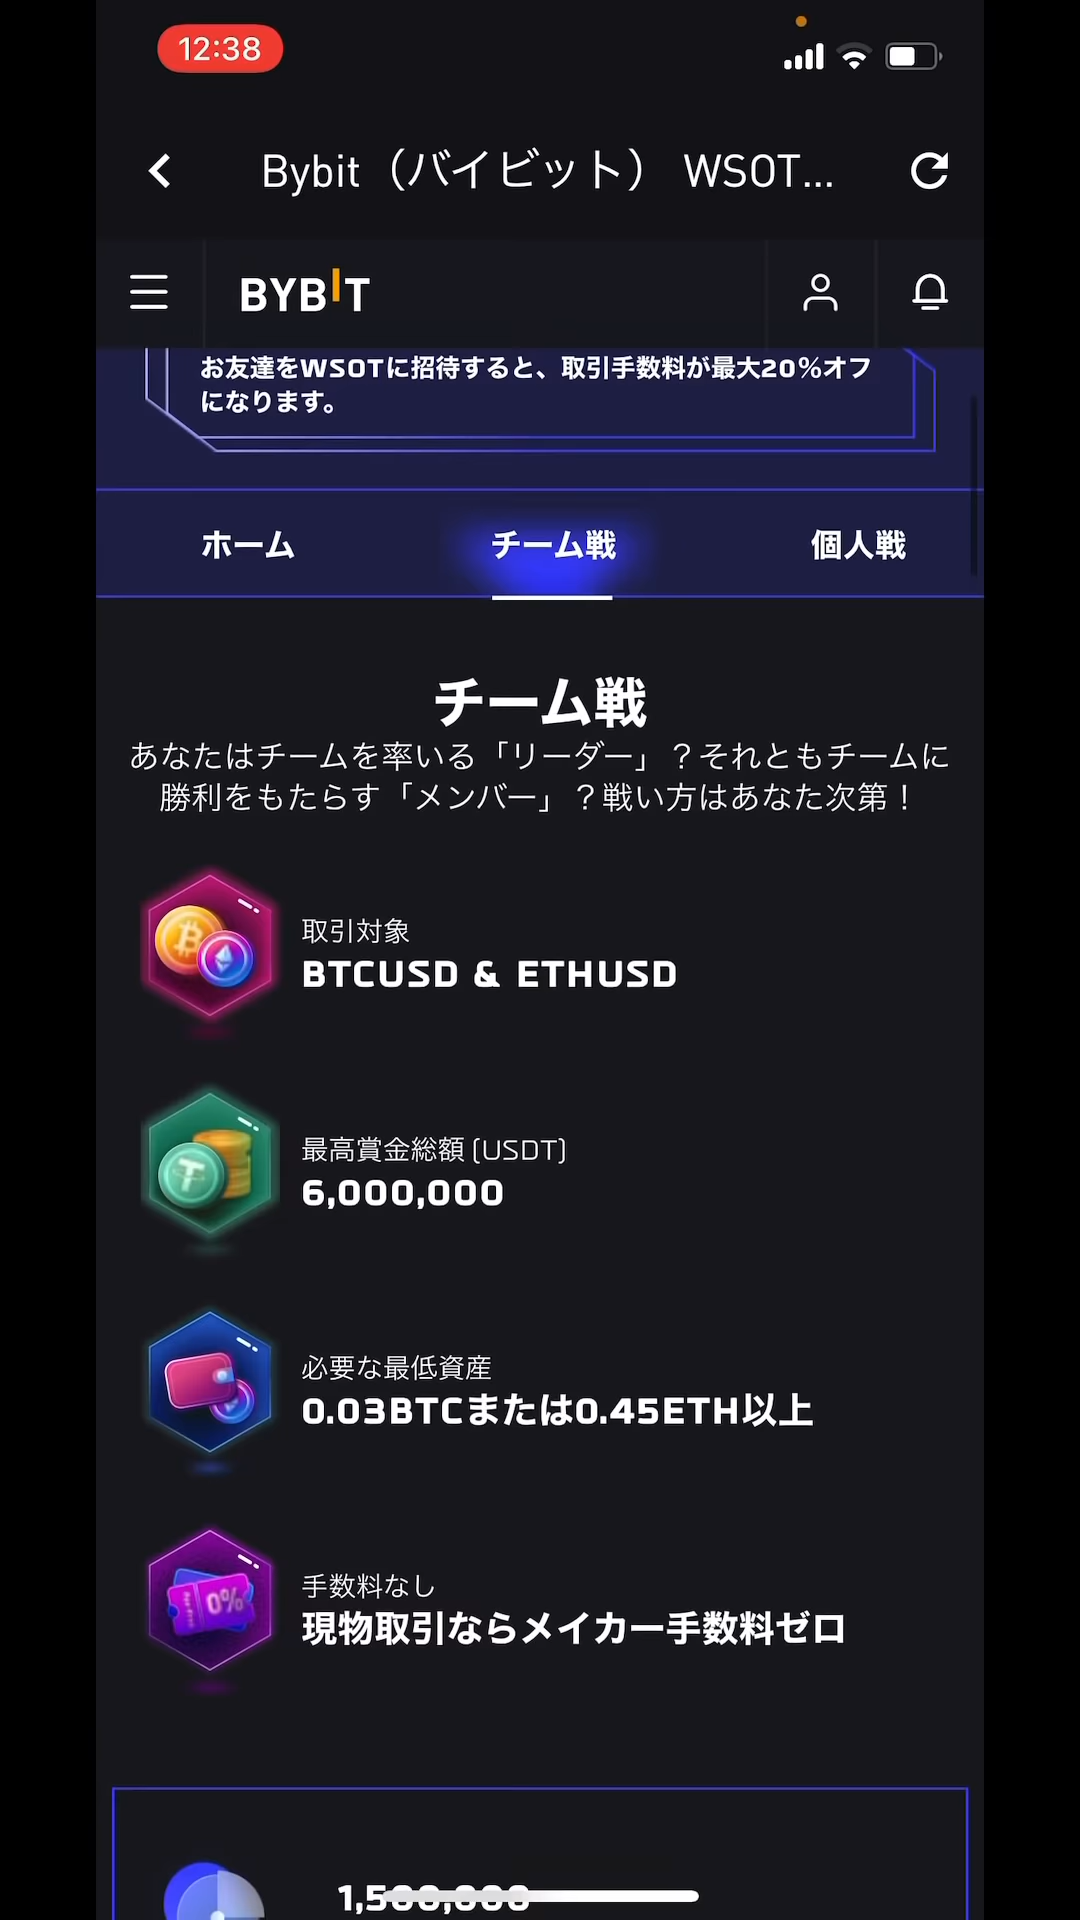 12:38
Bybit（バイビット） WSOT...
BYBIT
お友達をWSOTに招待すると、取引手数料が最大20%オフ
になります。
ホーム
チーム戦
個人戦
チーム戦
あなたはチームを率いる「リーダー」？それともチームに
勝利をもたらす「メンバー」？戦い方はあなた次第！
取引対象
BTCUSD & ETHUSD
最高賞金総額 (USDT)
6,000,000
必要な最低資産
0.03BTCまたは0.45ETH以上
0%
手数料なし
現物取引ならメイカー手数料ゼロ
1,500,000